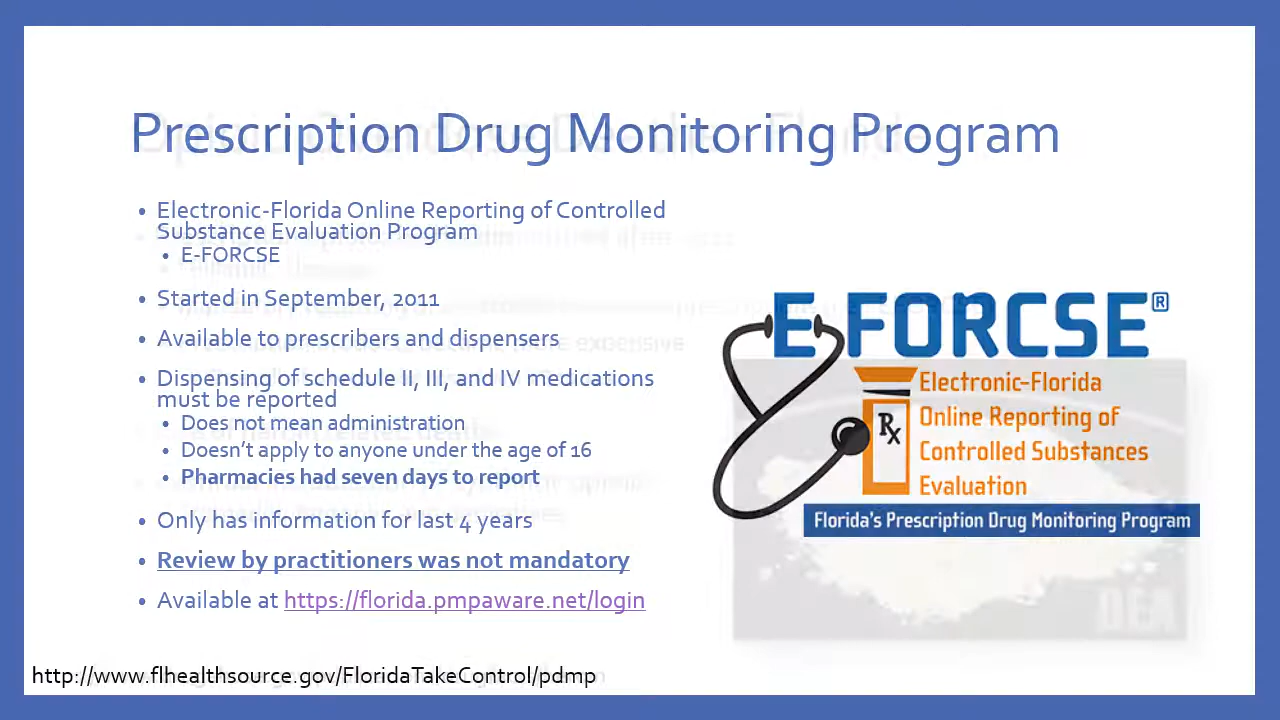 Prescription Drug Monitoring Program
• Electronic-Florida Online Reporting of Controlled
Substance Evaluation Program
• E-FORCSE
• Started in September, 2011
• Available to prescribers and dispensers
• Dispensing of schedule II, III, and IV medications
must be reported
• Does not mean administration
• Doesn't apply to anyone under the age of 16
• Pharmacies had seven days to report
• Only has information for last 4 years
• Review by practitioners was not mandatory
• Available at https://florida.pmpaware.net/login
E-FORCSE®
Rx
Electronic-Florida
Online Reporting of
Controlled Substances
Evaluation
Florida's Prescription Drug Monitoring Program
DEA
http://www.flhealthsource.gov/FloridaTakeControl/pdmp